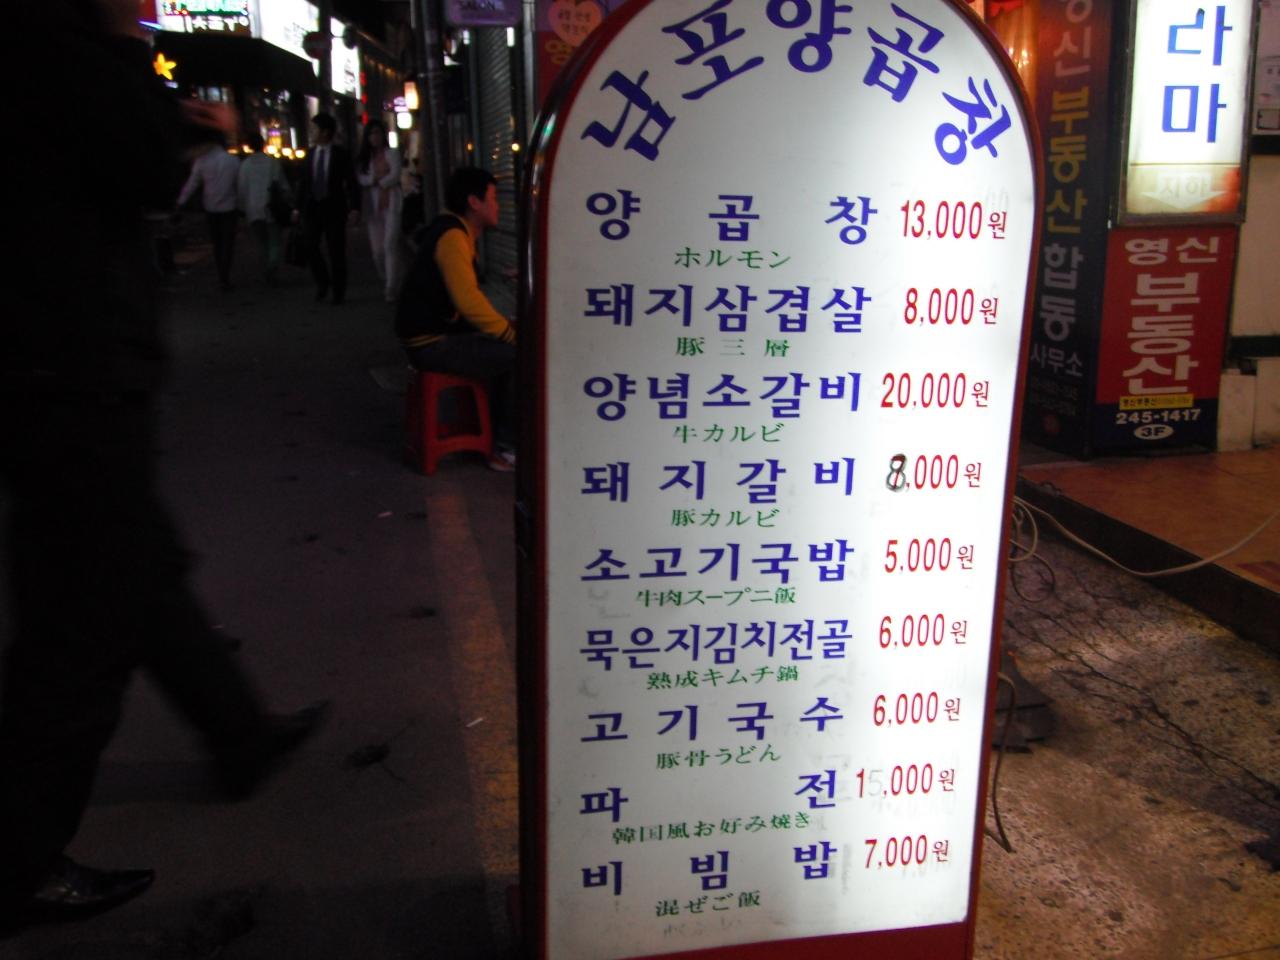 남포양곱창
양곱창 13,000원
ホルモン
돼지삼겹살 8,000원
豚三層
양념소갈비 20,000원
牛カルビ
돼지갈비 8,000원
豚カルビ
소고기국밥 5,000원
牛肉スープ二飯
묵은지김치전골 6,000원
熟成キムチ鍋
고기국수 6,000원
豚骨うどん
파전 15,000원
韓国風お好み焼き
비빔밥 7,000원
混ぜご飯
영신부동산
합동
사무소
라마
지하
영신
부동산
245-1417
3F